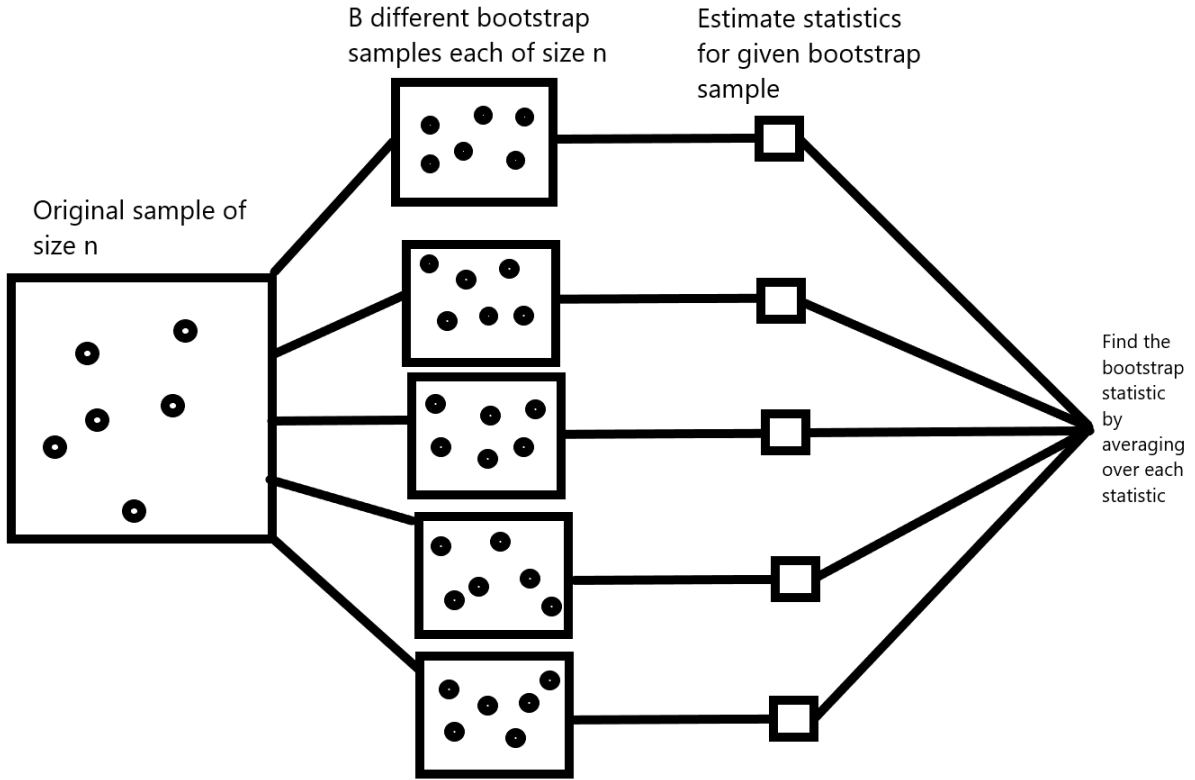 B different bootstrap
samples each of size n
Estimate statistics
for given bootstrap
sample
Original sample of
size n
Find the
bootstrap
statistic
by
averaging
over each
statistic